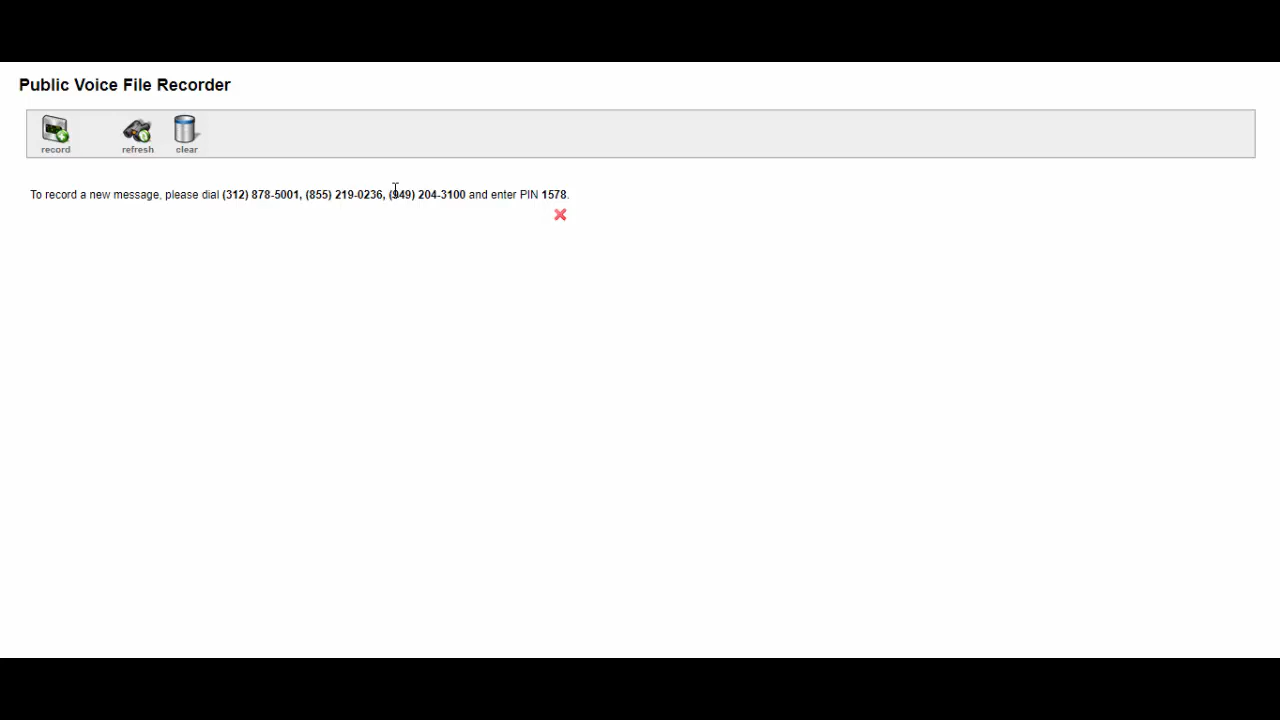 Public Voice File Recorder
record refresh clear
To record a new message, please dial (312) 878-5001, (855) 219-0236, (949) 204-3100 and enter PIN 1578.